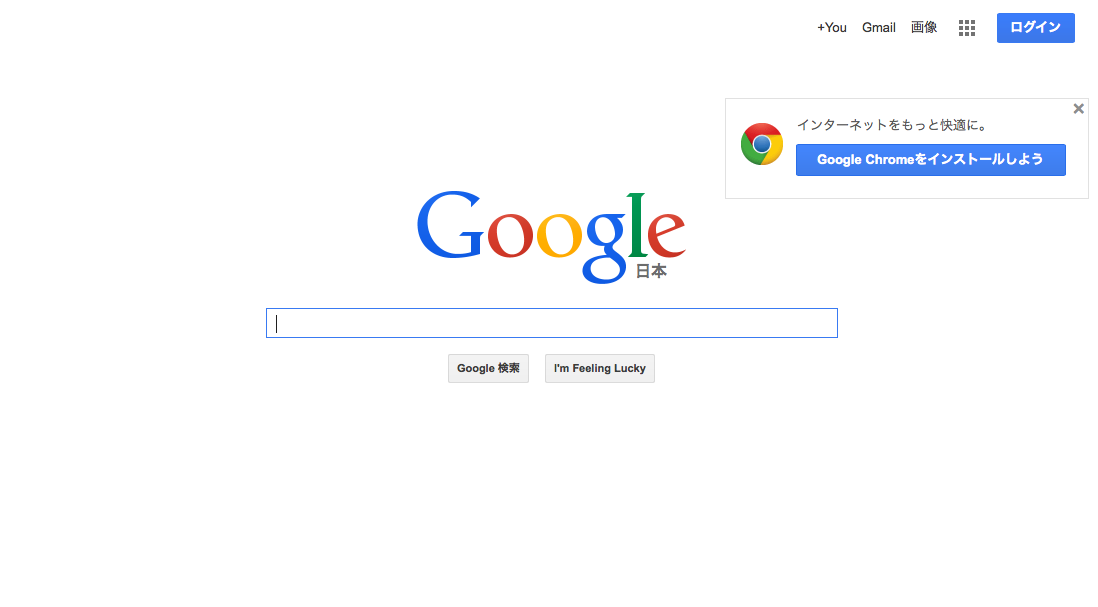 +You Gmail 画像 ログイン
インターネットをもっと快適に。
Google Chromeをインストールしよう
Google
日本
Google 検索 I'm Feeling Lucky